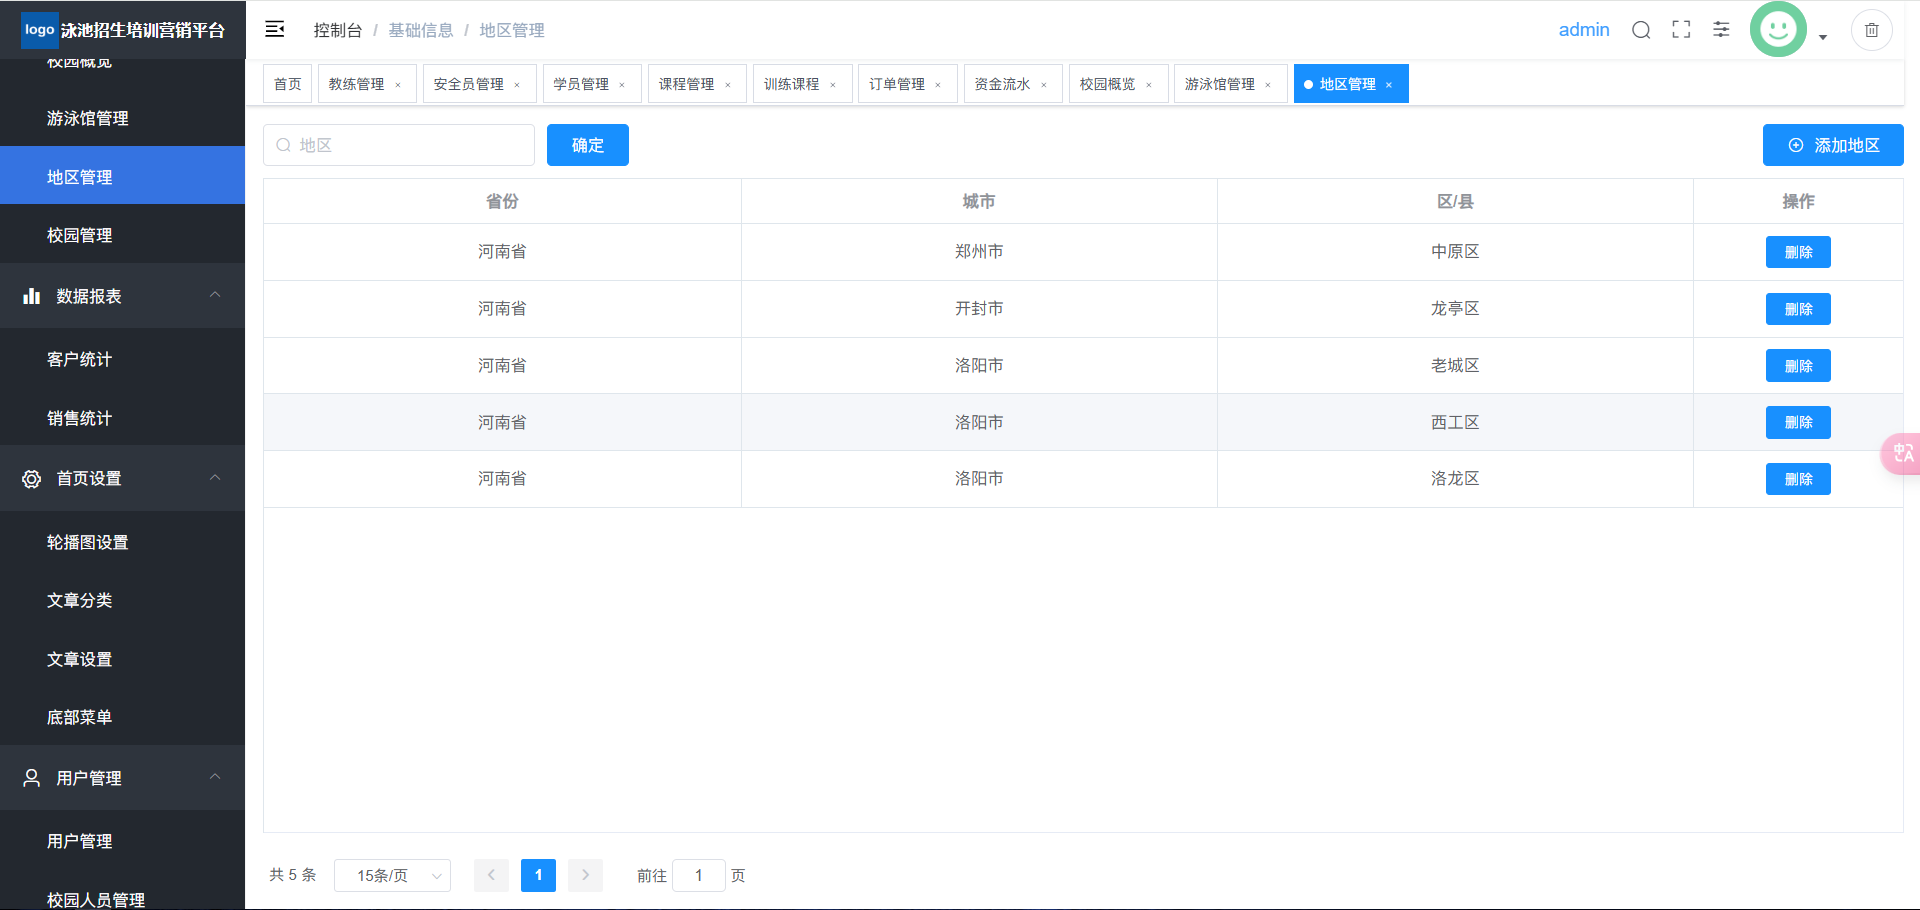 logo 泳池招生培训营销平台
控制台 / 基础信息 / 地区管理
admin
校园概览
游泳馆管理
地区管理
校园管理
数据报表
客户统计
销售统计
首页设置
轮播图设置
文章分类
文章设置
底部菜单
用户管理
用户管理
校园人员管理
首页 教练管理 × 安全员管理 × 学员管理 × 课程管理 × 训练课程 × 订单管理 × 资金流水 × 校园概览 × 游泳馆管理 × 地区管理 ×
地区 确定 添加地区
省份 城市 区/县 操作
河南省 郑州市 中原区 删除
河南省 开封市 龙亭区 删除
河南省 洛阳市 老城区 删除
河南省 洛阳市 西工区 删除
河南省 洛阳市 洛龙区 删除
中A
共 5 条 15条/页 1 前往 1 页